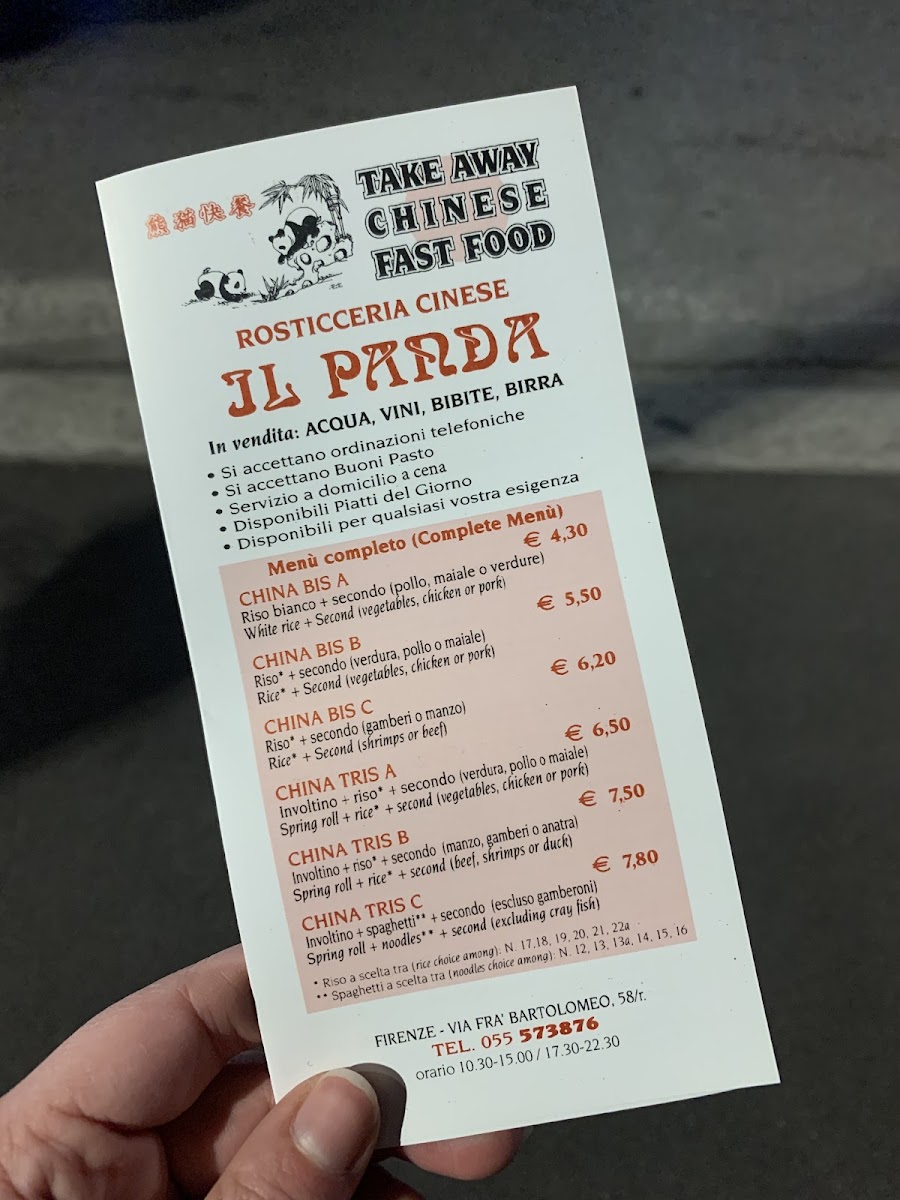 熊猫快餐
TAKE AWAY
CHINESE
FAST FOOD
ROSTICCERIA CINESE
IL PANDA
In vendita: ACQUA, VINI, BIBITE, BIRRA
• Si accettano ordinazioni telefoniche
• Si accettano Buoni Pasto
• Servizio a domicilio a cena
• Disponibili Piatti del Giorno
• Disponibili per qualsiasi vostra esigenza
Menù completo (Complete Menù)
CHINA BIS A € 4,30
Riso bianco + secondo (pollo, maiale o verdure)
White rice + Second (vegetables, chicken or pork)
CHINA BIS B € 5,50
Riso* + secondo (verdura, pollo o maiale)
Rice* + Second (vegetables, chicken or pork)
CHINA BIS C € 6,20
Riso* + secondo (gamberi o manzo)
Rice* + Second (shrimps or beef)
CHINA TRIS A € 6,50
Involtino + riso* + secondo (verdura, pollo o maiale)
Spring roll + rice* + second (vegetables, chicken or pork)
CHINA TRIS B € 7,50
Involtino + riso* + secondo (manzo, gamberi o anatra)
Spring roll + rice* + second (beef, shrimps or duck)
CHINA TRIS C € 7,80
Involtino + spaghetti** + secondo (escluso gamberoni)
Spring roll + noodles** + second (excluding cray fish)
* Riso a scelta tra (rice choice among): N. 17,18, 19, 20, 21, 22a
** Spaghetti a scelta tra (noodles choice among): N. 12, 13, 13a, 14, 15, 16
FIRENZE - VIA FRA' BARTOLOMEO, 58/r.
TEL. 055 573876
orario 10.30-15.00 / 17.30-22.30